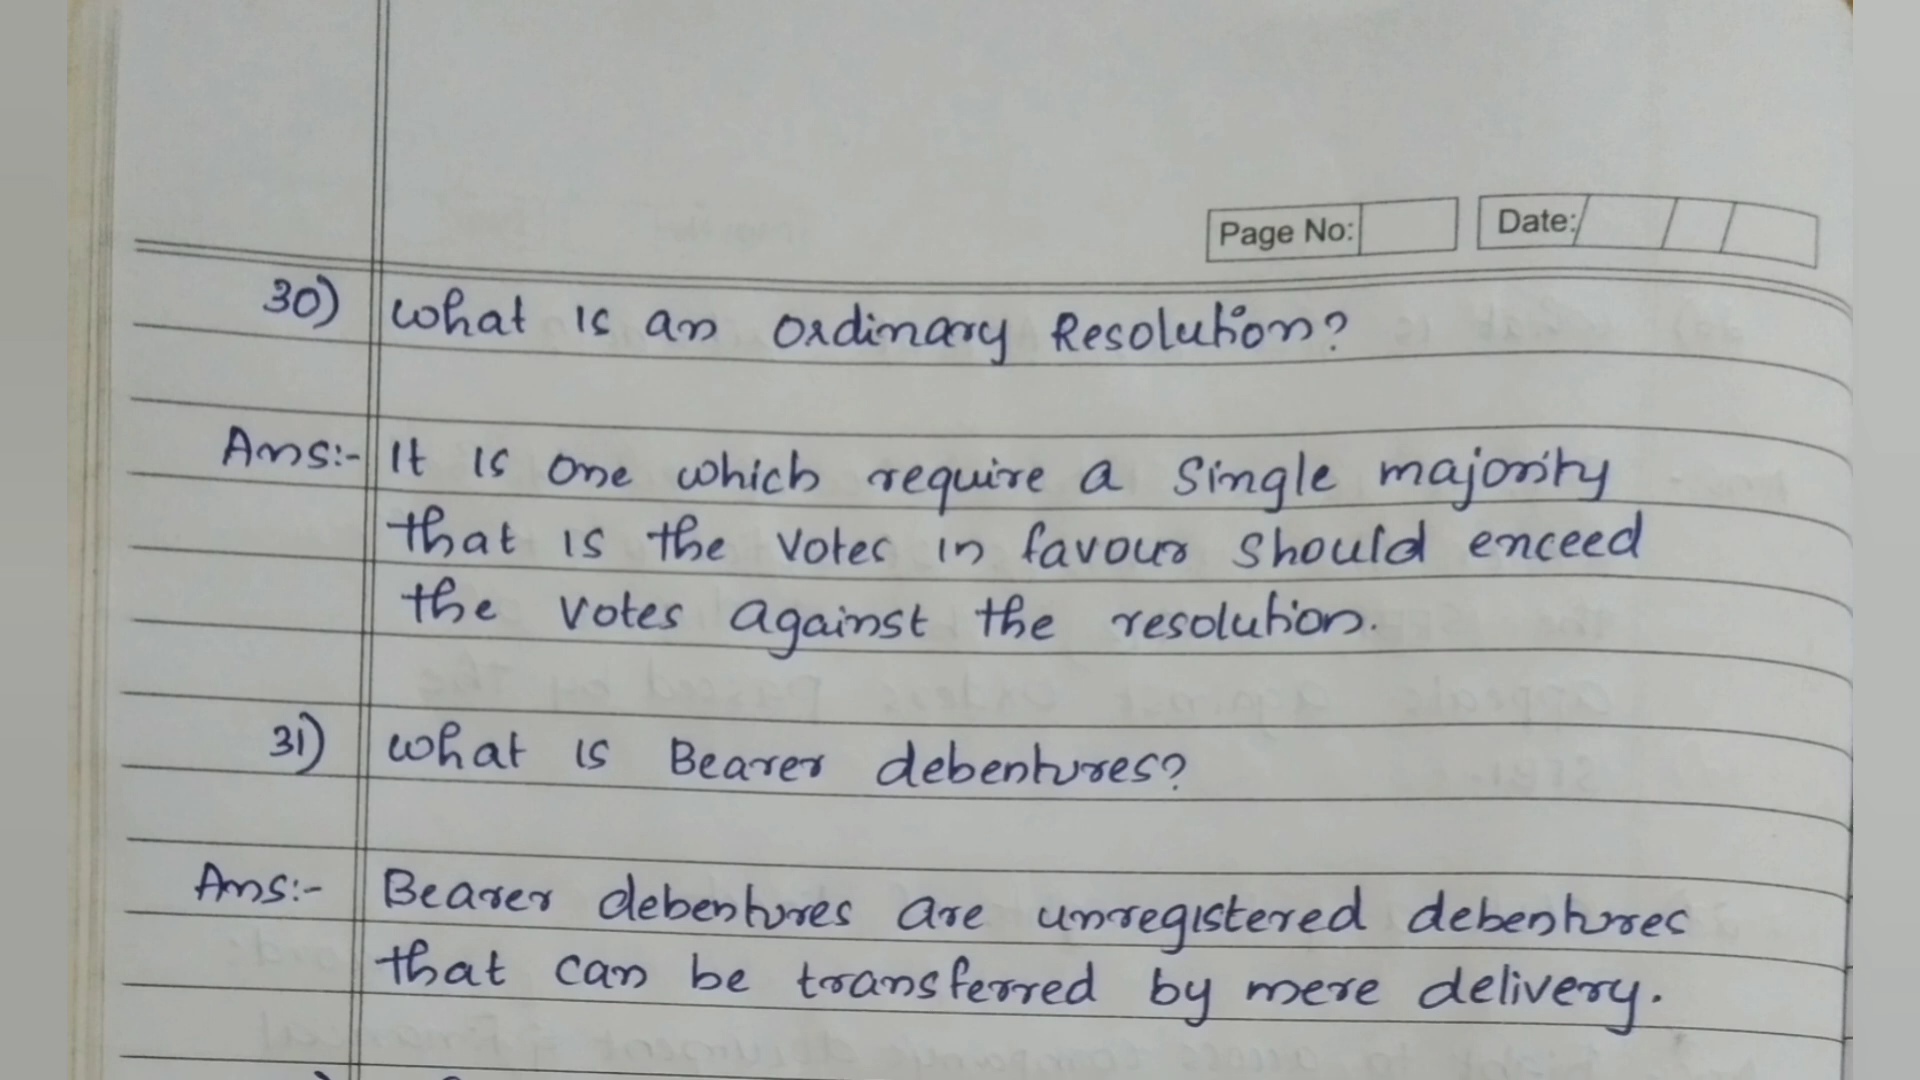 Page No: Date:
30) What is an Ordinary Resolution?
Ans:- It is one which require a Single majority
that is the votes in favour should enceed
the votes against the resolution.
31) What is Bearer debentures?
Ans:- Bearer debentures are unregistered debentures
that can be transferred by mere delivery.